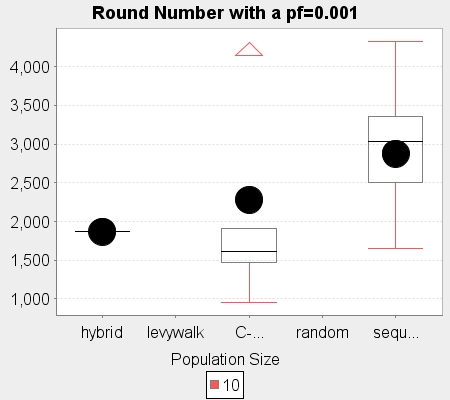 Round Number with a pf=0.001
4,000
3,500
3,000
2,500
2,000
1,500
1,000
hybrid levywalk C-... random sequ...
Population Size
10